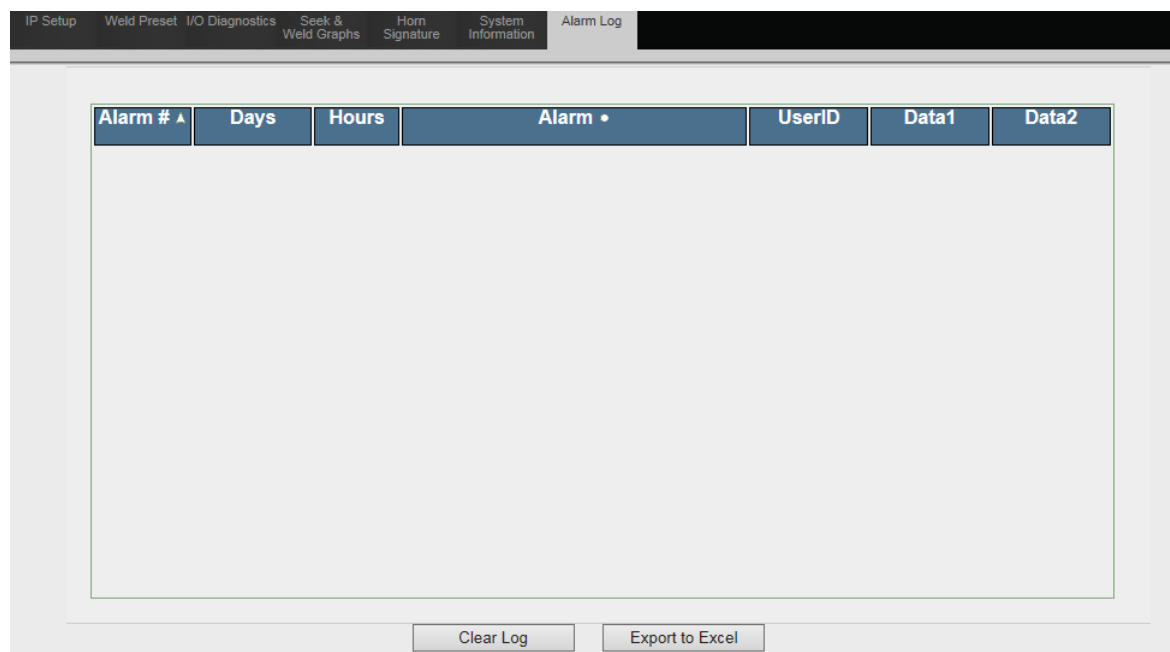 IP Setup Weld Preset I/O Diagnostics Seek & Weld Graphs Horn Signature System Information Alarm Log
Alarm # ▲ Days Hours Alarm • UserID Data1 Data2
Clear Log Export to Excel